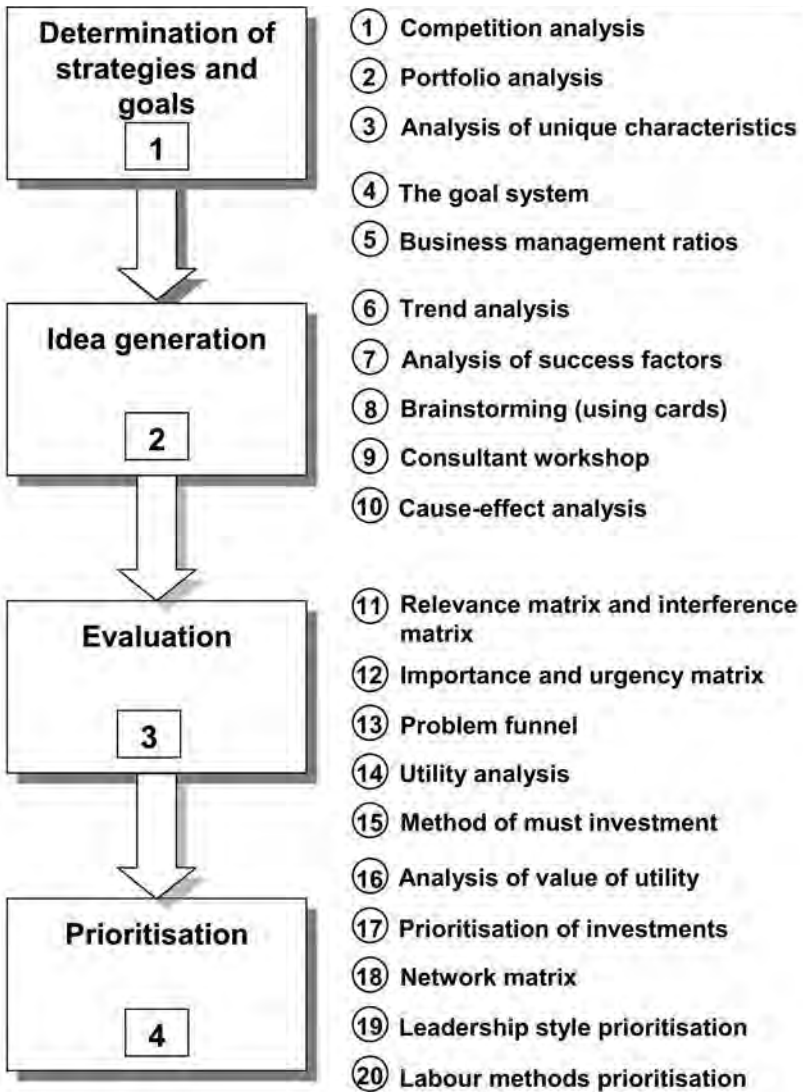 Determination of
strategies and
goals
1
① Competition analysis
② Portfolio analysis
③ Analysis of unique characteristics
④ The goal system
⑤ Business management ratios
Idea generation
2
⑥ Trend analysis
⑦ Analysis of success factors
⑧ Brainstorming (using cards)
⑨ Consultant workshop
⑩ Cause-effect analysis
Evaluation
3
⑪ Relevance matrix and interference
matrix
⑫ Importance and urgency matrix
⑬ Problem funnel
⑭ Utility analysis
⑮ Method of must investment
Prioritisation
4
⑯ Analysis of value of utility
⑰ Prioritisation of investments
⑱ Network matrix
⑲ Leadership style prioritisation
⑳ Labour methods prioritisation